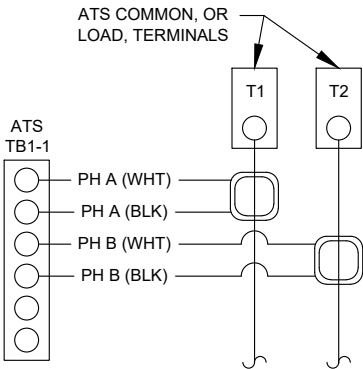 ATS COMMON, OR
LOAD, TERMINALS
T1
T2
ATS
TB1-1
PH A (WHT)
PH A (BLK)
PH B (WHT)
PH B (BLK)